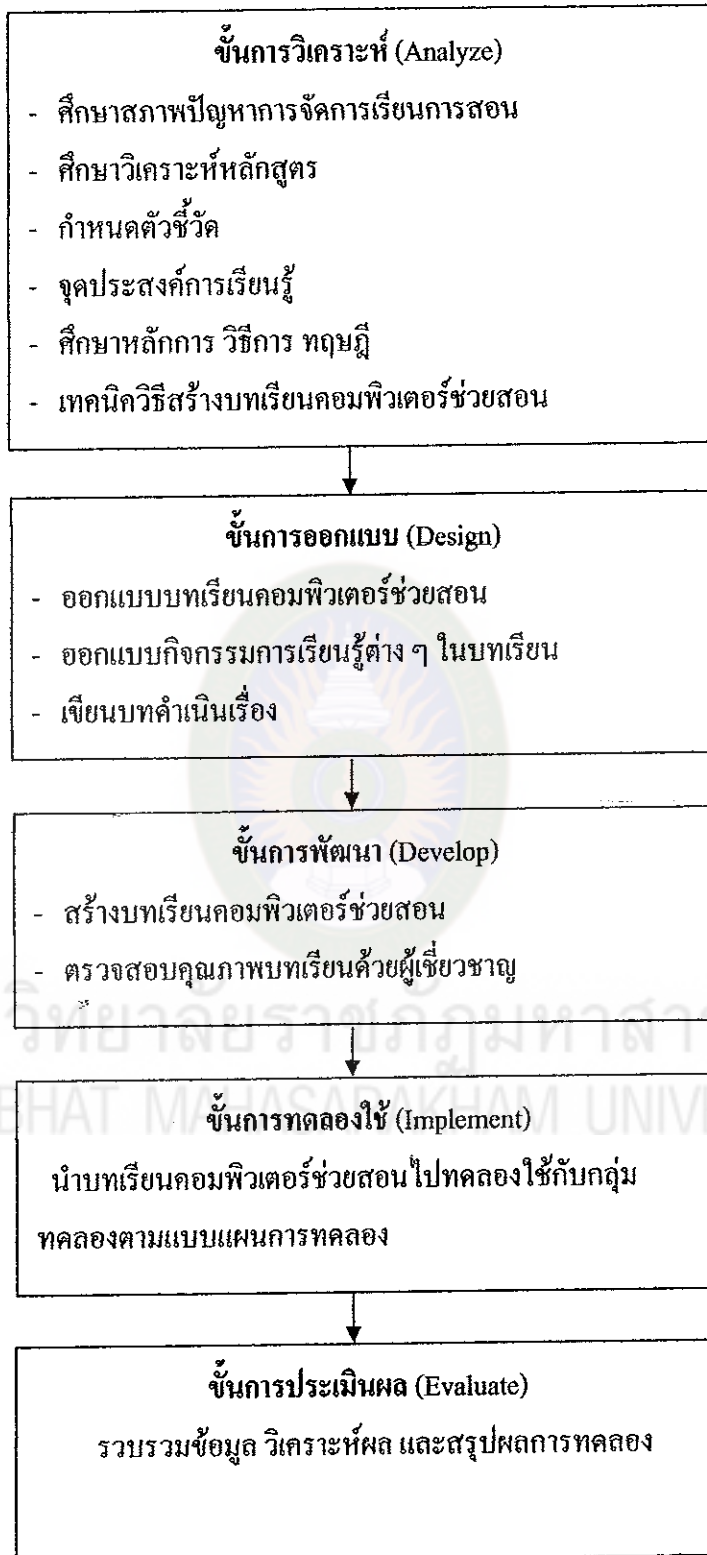 ขั้นการวิเคราะห์ (Analyze)
- ศึกษาสภาพปัญหาการจัดการเรียนการสอน
- ศึกษาวิเคราะห์หลักสูตร
- กำหนดตัวชี้วัด
- จุดประสงค์การเรียนรู้
- ศึกษาหลักการ วิธีการ ทฤษฎี
- เทคนิควิธีสร้างบทเรียนคอมพิวเตอร์ช่วยสอน
ขั้นการออกแบบ (Design)
- ออกแบบบทเรียนคอมพิวเตอร์ช่วยสอน
- ออกแบบกิจกรรมการเรียนรู้ต่าง ๆ ในบทเรียน
- เขียนบทดำเนินเรื่อง
ขั้นการพัฒนา (Develop)
- สร้างบทเรียนคอมพิวเตอร์ช่วยสอน
- ตรวจสอบคุณภาพบทเรียนด้วยผู้เชี่ยวชาญ
วิทยาลัยราชภัฏมหาสา
BHAT MAHASARAKHAM UNIV
ขั้นการทดลองใช้ (Implement)
นำบทเรียนคอมพิวเตอร์ช่วยสอนไปทดลองใช้กับกลุ่ม
ทดลองตามแบบแผนการทดลอง
ขั้นการประเมินผล (Evaluate)
รวบรวมข้อมูล วิเคราะห์ผล และสรุปผลการทดลอง